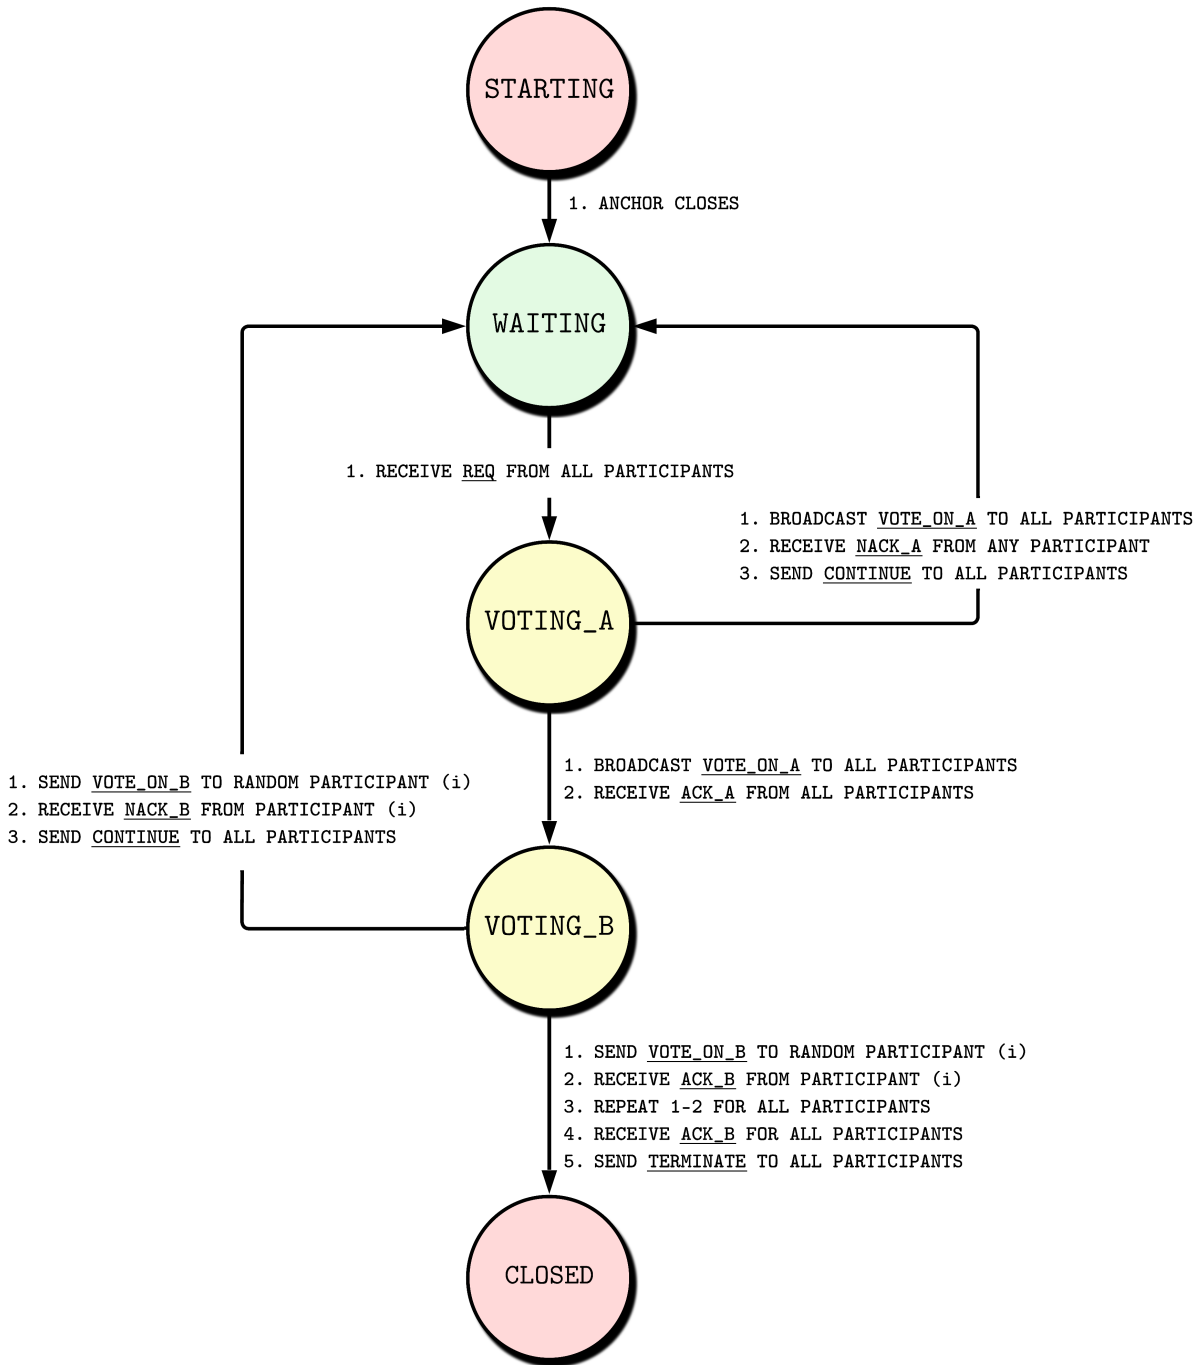 STARTING
1. ANCHOR CLOSES
WAITING
1. RECEIVE REQ FROM ALL PARTICIPANTS
1. BROADCAST VOTE_ON_A TO ALL PARTICIPANTS
2. RECEIVE NACK_A FROM ANY PARTICIPANT
3. SEND CONTINUE TO ALL PARTICIPANTS
VOTING_A
1. BROADCAST VOTE_ON_A TO ALL PARTICIPANTS
2. RECEIVE ACK_A FROM ALL PARTICIPANTS
1. SEND VOTE_ON_B TO RANDOM PARTICIPANT (i)
2. RECEIVE NACK_B FROM PARTICIPANT (i)
3. SEND CONTINUE TO ALL PARTICIPANTS
VOTING_B
1. SEND VOTE_ON_B TO RANDOM PARTICIPANT (i)
2. RECEIVE ACK_B FROM PARTICIPANT (i)
3. REPEAT 1-2 FOR ALL PARTICIPANTS
4. RECEIVE ACK_B FOR ALL PARTICIPANTS
5. SEND TERMINATE TO ALL PARTICIPANTS
CLOSED